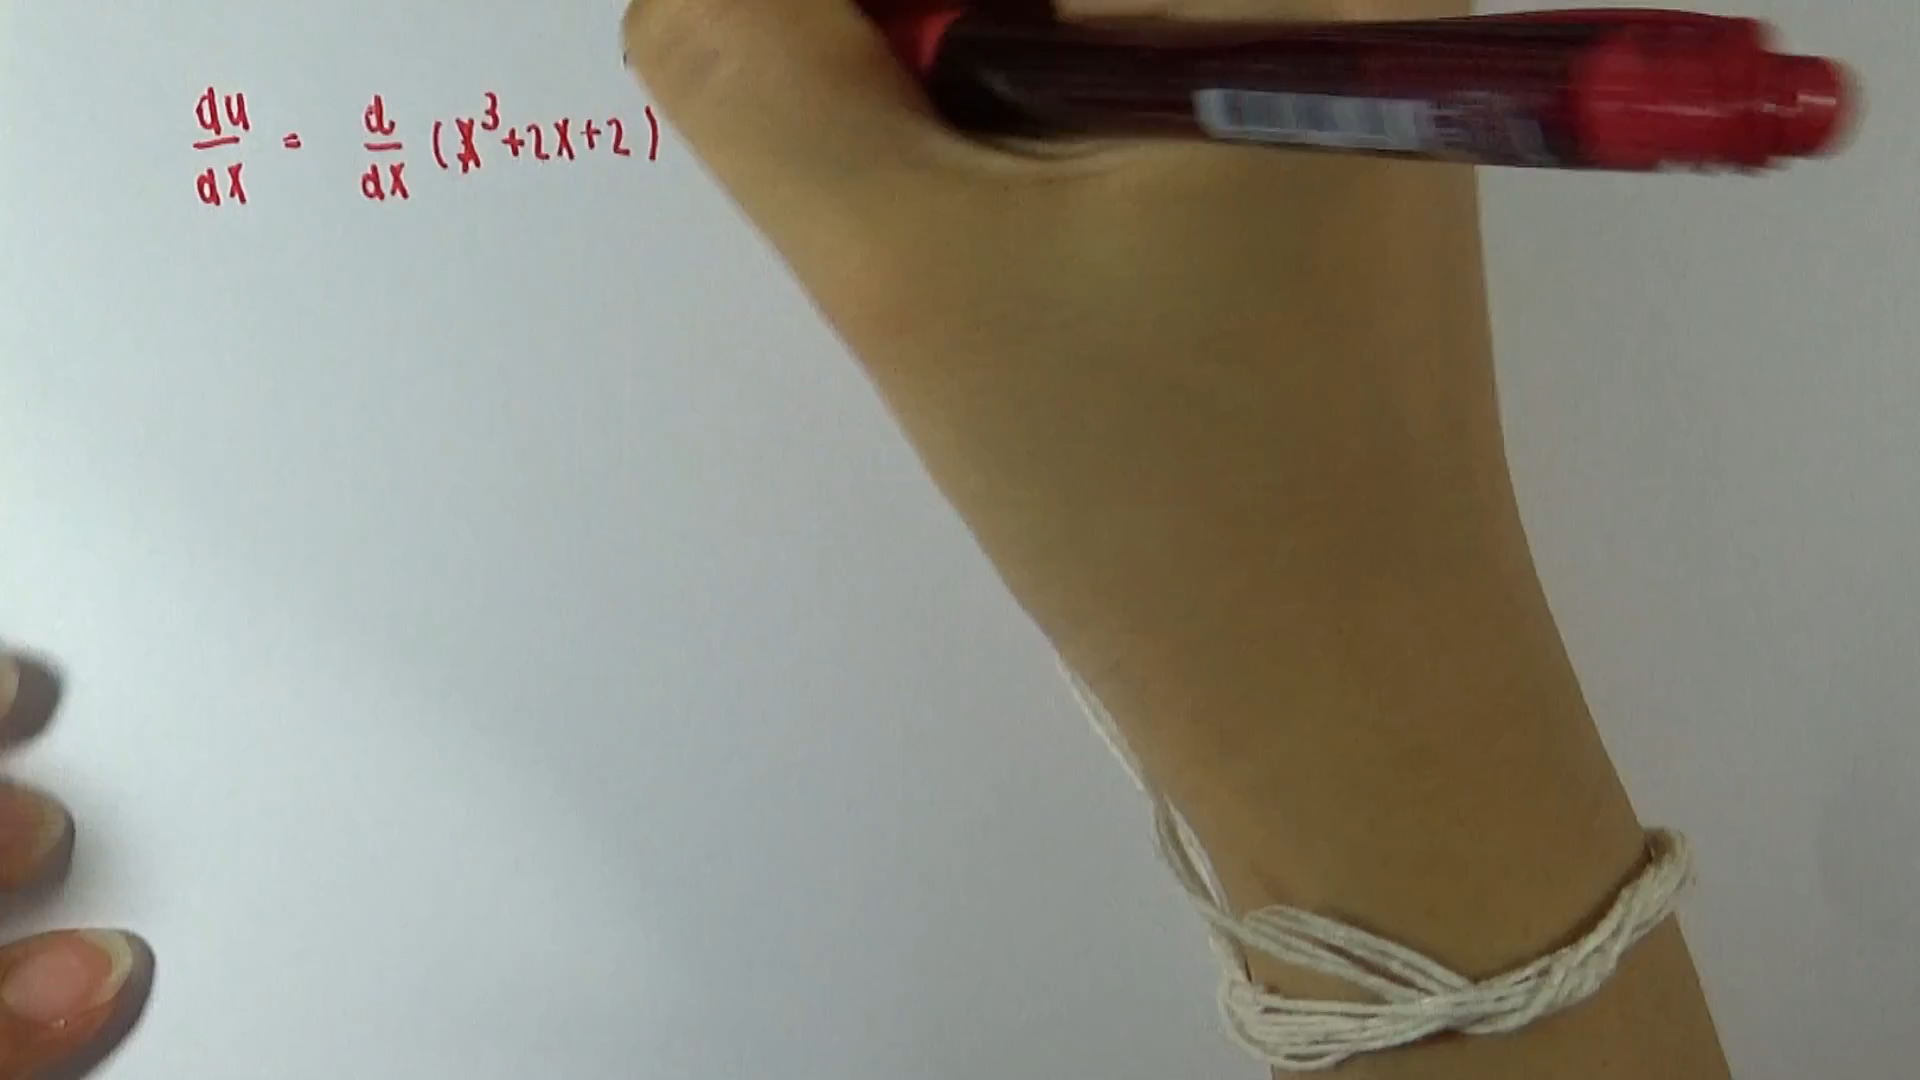 du/dx = d/dx (x³+2x+2)